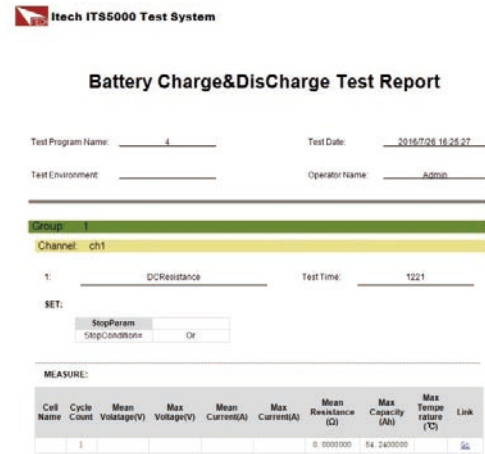 Itech ITS5000 Test System
Battery Charge&DisCharge Test Report
Test Program Name: 4 Test Date: 2016/7/26 16:25:27
Test Environment: Operator Name: Admin
Group: 1
Channel: ch1
1: DCResistance Test Time: 1221
SET:
StopParam
StopCondition= Or
MEASURE:
Cell Name Cycle Count Mean Volatage(V) Max Voltage(V) Mean Current(A) Max Current(A) Mean Resistance (Ω) Max Capacity (Ah) Max Tempe rature (℃) Link
1 0.0000000 54.2400000 Go